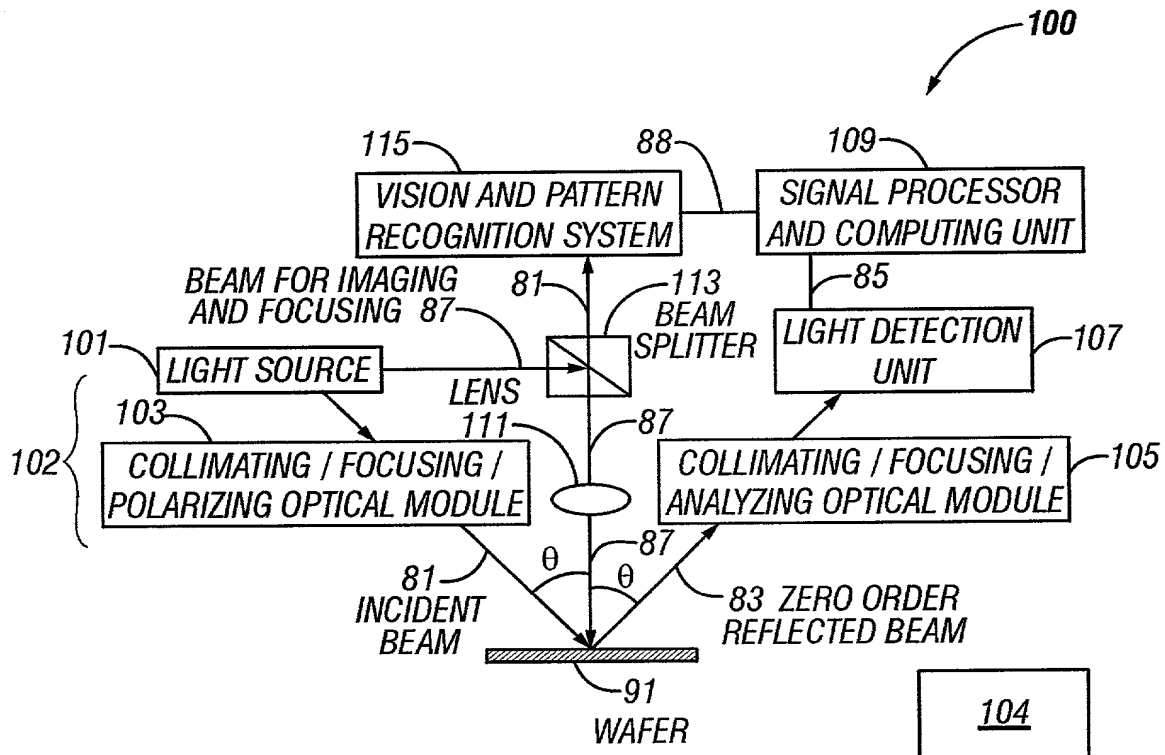 100
115
88
109
VISION AND PATTERN
RECOGNITION SYSTEM
SIGNAL PROCESSOR
AND COMPUTING UNIT
BEAM FOR IMAGING
AND FOCUSING 87
81
113
BEAM
SPLITTER
85
LIGHT DETECTION
UNIT
107
101
LIGHT SOURCE
LENS
111
87
102
103
COLLIMATING / FOCUSING /
POLARIZING OPTICAL MODULE
COLLIMATING / FOCUSING /
ANALYZING OPTICAL MODULE
105
87
θ
θ
81
INCIDENT
BEAM
83 ZERO ORDER
REFLECTED BEAM
91
WAFER
104